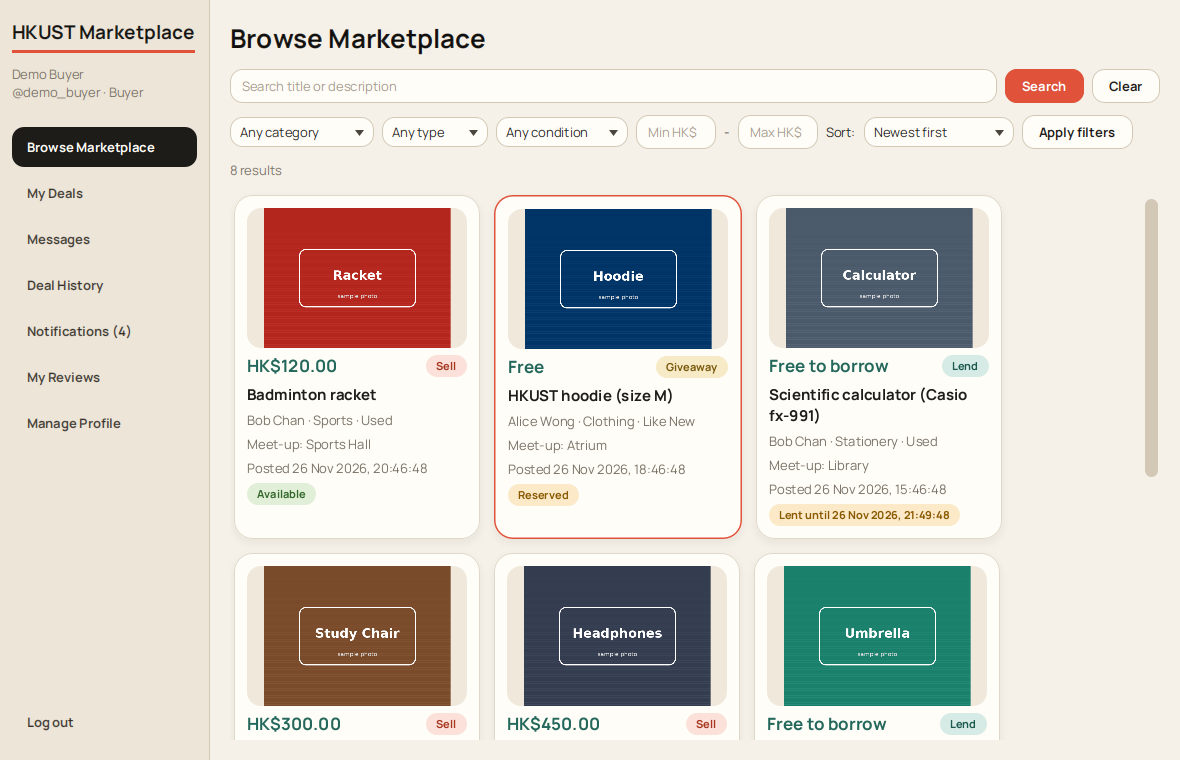 HKUST Marketplace
Demo Buyer
@demo_buyer · Buyer
Browse Marketplace
My Deals
Messages
Deal History
Notifications (4)
My Reviews
Manage Profile
Log out
Browse Marketplace
Search title or description
Search
Clear
Any category
Any type
Any condition
Min HK$
-
Max HK$
Sort:
Newest first
Apply filters
8 results
Racket
sample photo
HK$120.00
Sell
Badminton racket
Bob Chan · Sports · Used
Meet-up: Sports Hall
Posted 26 Nov 2026, 20:46:48
Available
Hoodie
sample photo
Free
Giveaway
HKUST hoodie (size M)
Alice Wong · Clothing · Like New
Meet-up: Atrium
Posted 26 Nov 2026, 18:46:48
Reserved
Calculator
sample photo
Free to borrow
Lend
Scientific calculator (Casio
fx-991)
Bob Chan · Stationery · Used
Meet-up: Library
Posted 26 Nov 2026, 15:46:48
Lent until 26 Nov 2026, 21:49:48
Study Chair
sample photo
HK$300.00
Sell
Headphones
sample photo
HK$450.00
Sell
Umbrella
sample photo
Free to borrow
Lend